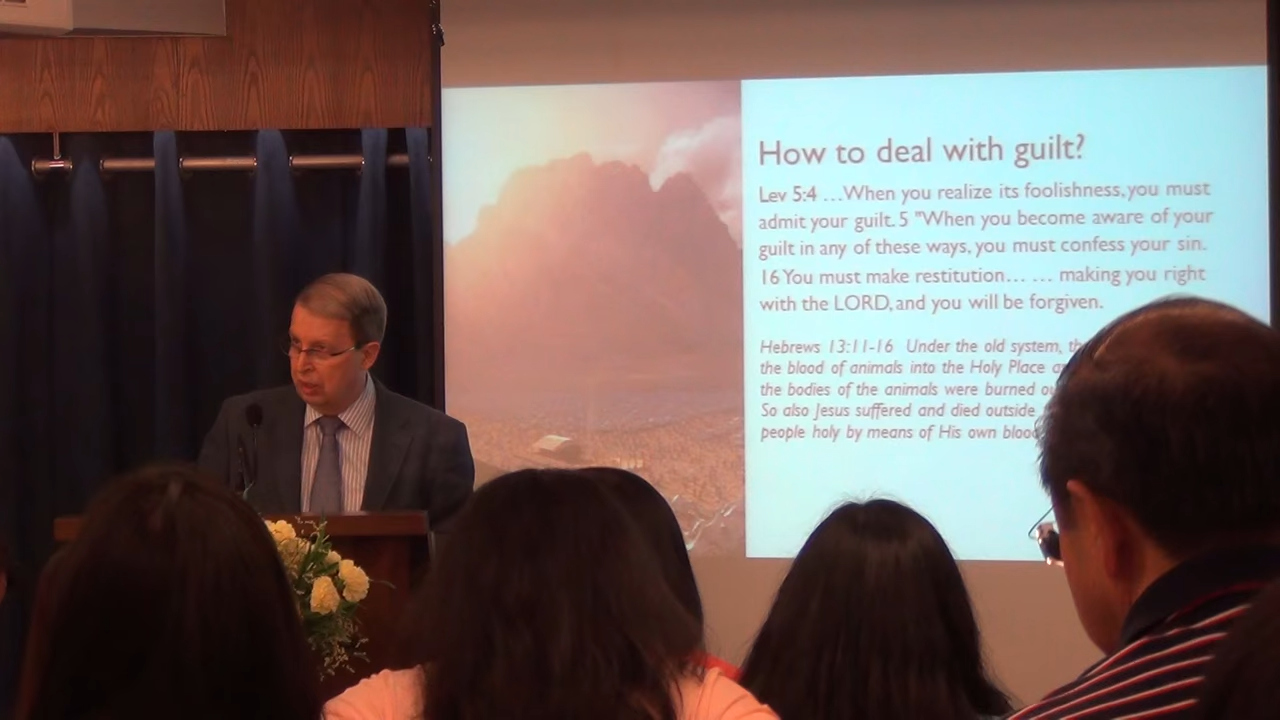 How to deal with guilt?
Lev 5:4 ...When you realize its foolishness, you must
admit your guilt. 5 "When you become aware of your
guilt in any of these ways, you must confess your sin.
16 You must make restitution... ... making you right
with the LORD, and you will be forgiven.
Hebrews 13:11-16 Under the old system,
the blood of animals into the Holy Place
the bodies of the animals were burned
So also Jesus suffered and died outside
people holy by means of His own blood